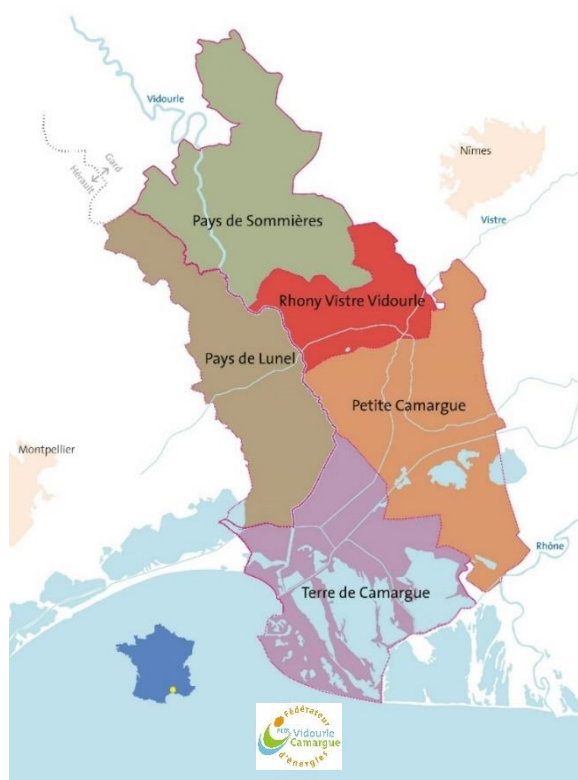 Vidourle
Nîmes
Gard
Hérault
Vistre
Pays de Sommières
Rhony Vistre Vidourle
Pays de Lunel
Petite Camargue
Montpellier
Rhône
Terre de Camargue
Fédérateur
PETR Vidourle
Camargue
d'énergies